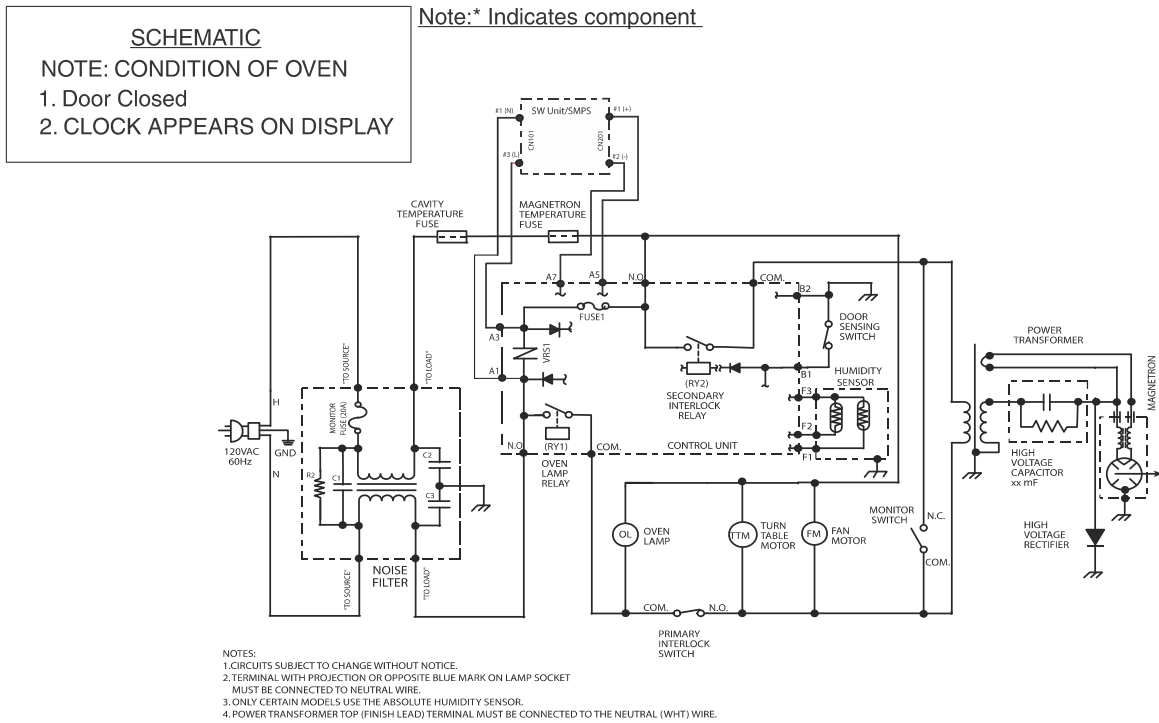 Note:* Indicates component
SCHEMATIC
NOTE: CONDITION OF OVEN
1. Door Closed
2. CLOCK APPEARS ON DISPLAY
#1 (N)
SW Unit/SMPS
#1 (+)
CN101
CN201
#3 (L)
#2 (-)
CAVITY
TEMPERATURE
FUSE
MAGNETRON
TEMPERATURE
FUSE
A7
A5
N.O.
COM.
B2
FUSE1
DOOR
SENSING
SWITCH
A3
VRS1
A1
B1
(RY2)
SECONDARY
INTERLOCK
RELAY
HUMIDITY
SENSOR
F3
F2
F1
POWER
TRANSFORMER
MAGNETRON
"TO SOURCE"
"TO LOAD"
MONITOR
FUSE (20A)
H
120VAC
60Hz
GND
N
R2
C1
C2
C3
N.O.
(RY1)
COM.
CONTROL UNIT
OVEN
LAMP
RELAY
HIGH
VOLTAGE
CAPACITOR
xx mF
NOISE
FILTER
"TO SOURCE"
"TO LOAD"
OL
OVEN
LAMP
TTM
TURN
TABLE
MOTOR
FM
FAN
MOTOR
MONITOR
SWITCH
N.C.
COM.
HIGH
VOLTAGE
RECTIFIER
COM.
N.O.
PRIMARY
INTERLOCK
SWITCH
NOTES:
1.CIRCUITS SUBJECT TO CHANGE WITHOUT NOTICE.
2.TERMINAL WITH PROJECTION OR OPPOSITE BLUE MARK ON LAMP SOCKET
MUST BE CONNECTED TO NEUTRAL WIRE.
3. ONLY CERTAIN MODELS USE THE ABSOLUTE HUMIDITY SENSOR.
4. POWER TRANSFORMER TOP (FINISH LEAD) TERMINAL MUST BE CONNECTED TO THE NEUTRAL (WHT) WIRE.